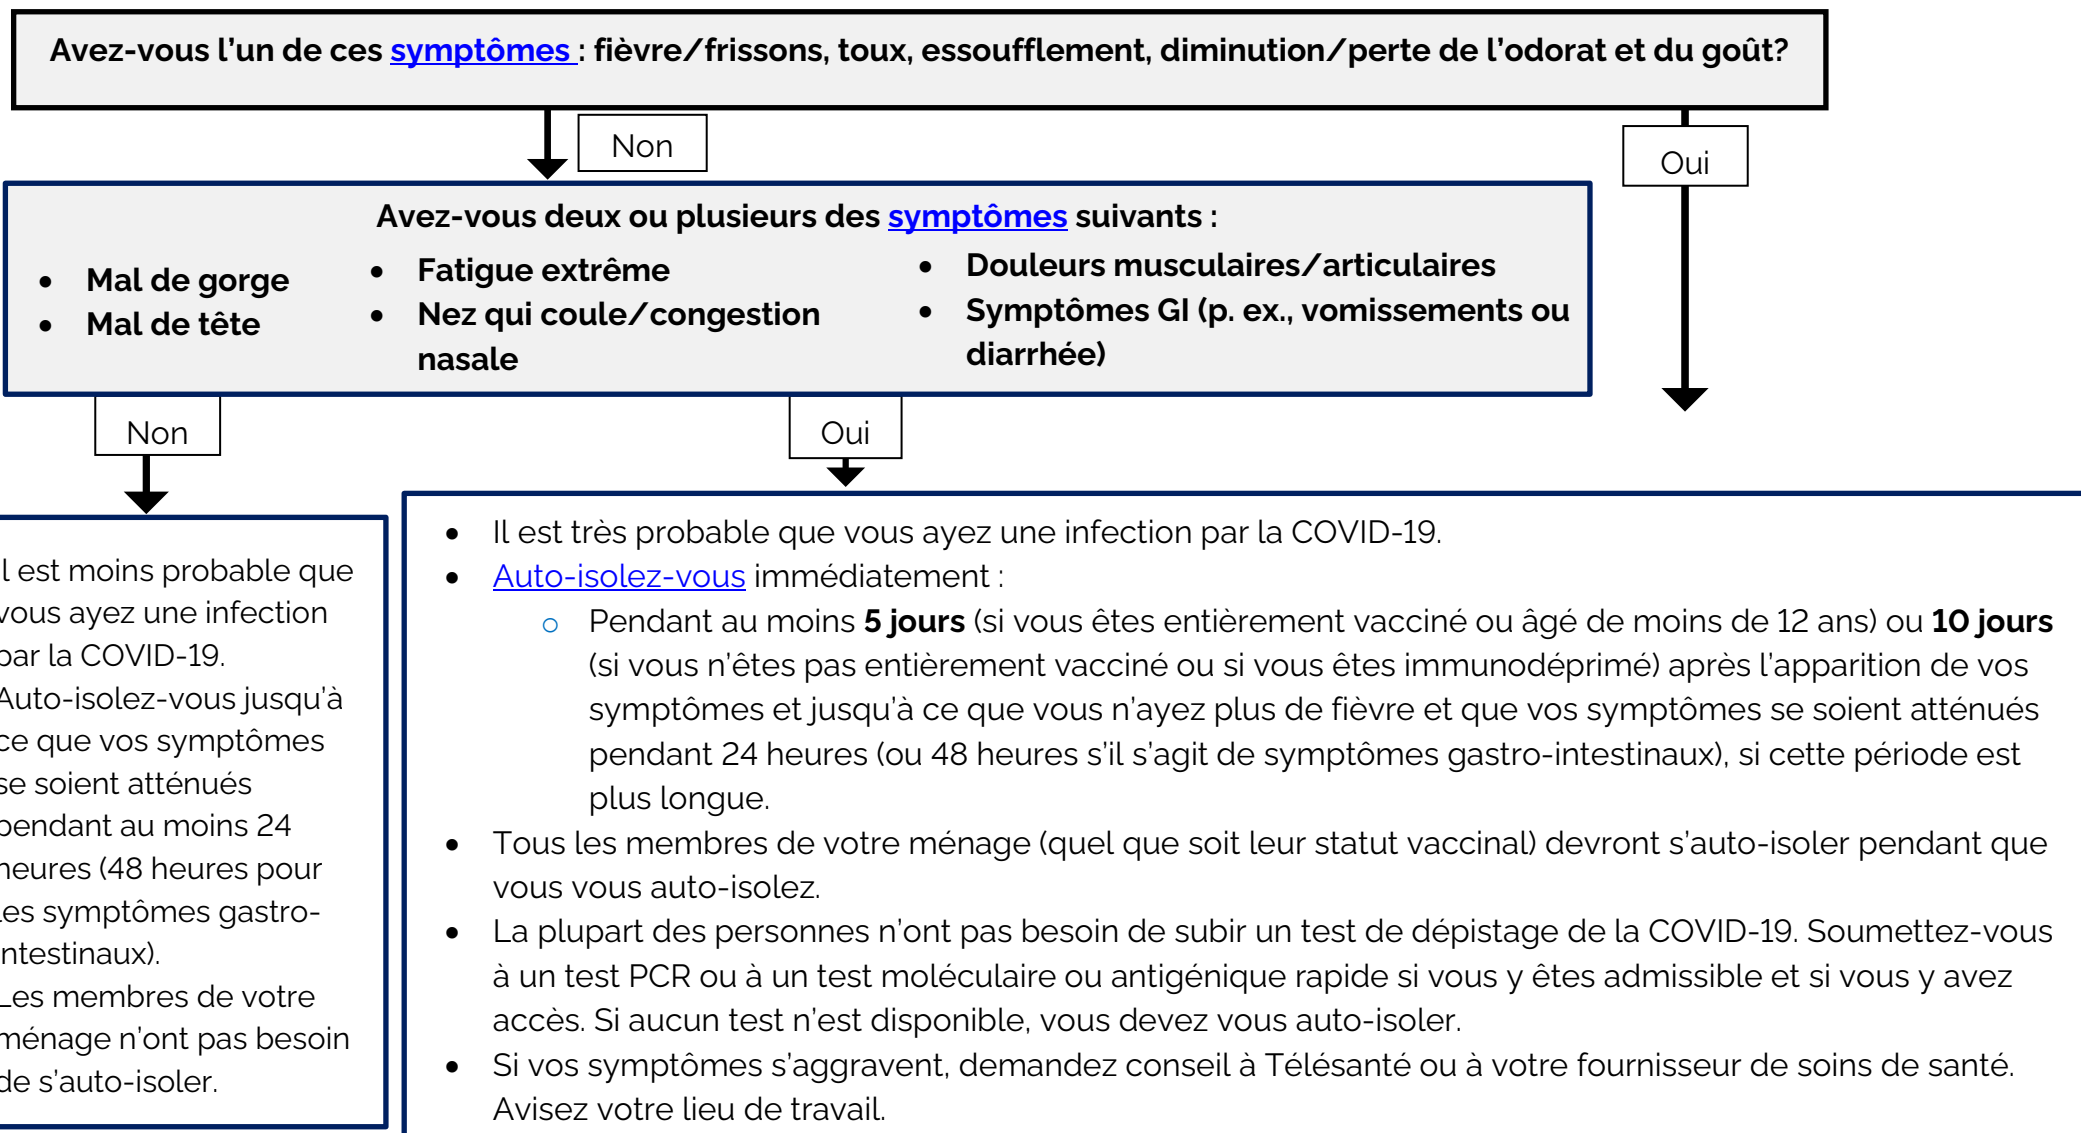 Avez-vous l'un de ces symptômes : fièvre/frissons, toux, essoufflement, diminution/perte de l'odorat et du goût?
Non
Oui
Avez-vous deux ou plusieurs des symptômes suivants :
• Mal de gorge
• Mal de tête
• Fatigue extrême
• Nez qui coule/congestion
nasale
• Douleurs musculaires/articulaires
• Symptômes GI (p. ex., vomissements ou
diarrhée)
Non
Oui
l est moins probable que
vous ayez une infection
par la COVID-19.
Auto-isolez-vous jusqu'à
ce que vos symptômes
se soient atténués
pendant au moins 24
heures (48 heures pour
les symptômes gastro-
intestinaux).
Les membres de votre
ménage n'ont pas besoin
de s'auto-isoler.
• Il est très probable que vous ayez une infection par la COVID-19.
• Auto-isolez-vous immédiatement :
o Pendant au moins 5 jours (si vous êtes entièrement vacciné ou âgé de moins de 12 ans) ou 10 jours
(si vous n'êtes pas entièrement vacciné ou si vous êtes immunodéprimé) après l'apparition de vos
symptômes et jusqu'à ce que vous n'ayez plus de fièvre et que vos symptômes se soient atténués
pendant 24 heures (ou 48 heures s'il s'agit de symptômes gastro-intestinaux), si cette période est
plus longue.
• Tous les membres de votre ménage (quel que soit leur statut vaccinal) devront s'auto-isoler pendant que
vous vous auto-isolez.
• La plupart des personnes n'ont pas besoin de subir un test de dépistage de la COVID-19. Soumettez-vous
à un test PCR ou à un test moléculaire ou antigénique rapide si vous y êtes admissible et si vous y avez
accès. Si aucun test n'est disponible, vous devez vous auto-isoler.
• Si vos symptômes s'aggravent, demandez conseil à Télésanté ou à votre fournisseur de soins de santé.
Avisez votre lieu de travail.